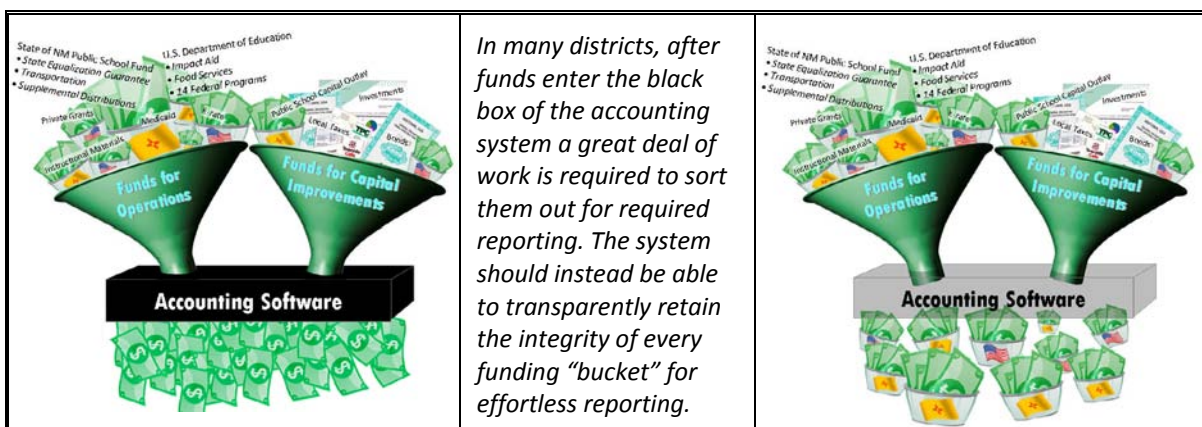 State of NM Public School Fund
• State Equalization Guarantee
• Transportation
• Supplemental Distributions
U.S. Department of Education
• Impact Aid
• Food Services
• 14 Federal Programs
Private Grants
Medicaid
Instructional Materials
Public School Capital Outlay
Investments
Local Taxes
Bonds
Funds for
Operations
Funds for Capital
Improvements
Accounting Software
In many districts, after
funds enter the black
box of the accounting
system a great deal of
work is required to sort
them out for required
reporting. The system
should instead be able
to transparently retain
the integrity of every
funding “bucket” for
effortless reporting.
State of NM Public School Fund
• State Equalization Guarantee
• Transportation
• Supplemental Distributions
U.S. Department of Education
• Impact Aid
• Food Services
• 14 Federal Programs
Private Grants
Medicaid
Instructional Materials
Public School Capital Outlay
Investments
Local Taxes
Bonds
Funds for
Operations
Funds for Capital
Improvements
Accounting Software